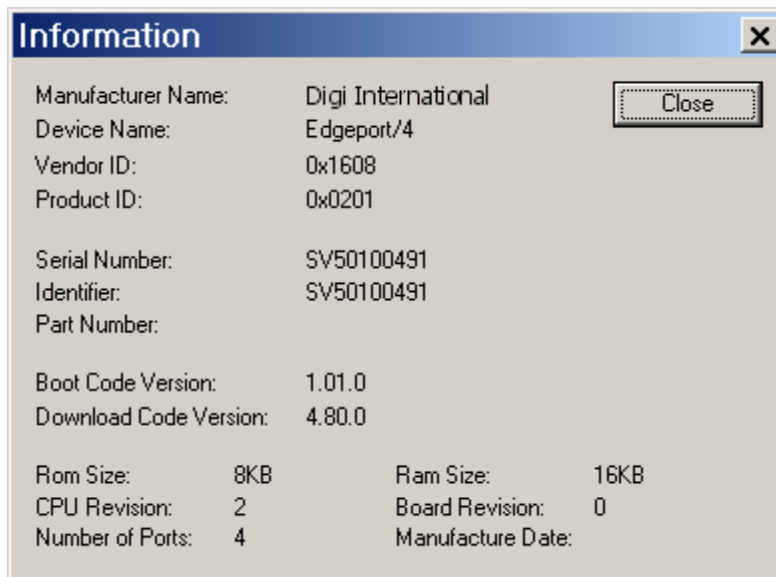 Information
Manufacturer Name: Digi International Close
Device Name: Edgeport/4
Vendor ID: 0x1608
Product ID: 0x0201
Serial Number: SV50100491
Identifier: SV50100491
Part Number:
Boot Code Version: 1.01.0
Download Code Version: 4.80.0
Rom Size: 8KB Ram Size: 16KB
CPU Revision: 2 Board Revision: 0
Number of Ports: 4 Manufacture Date: